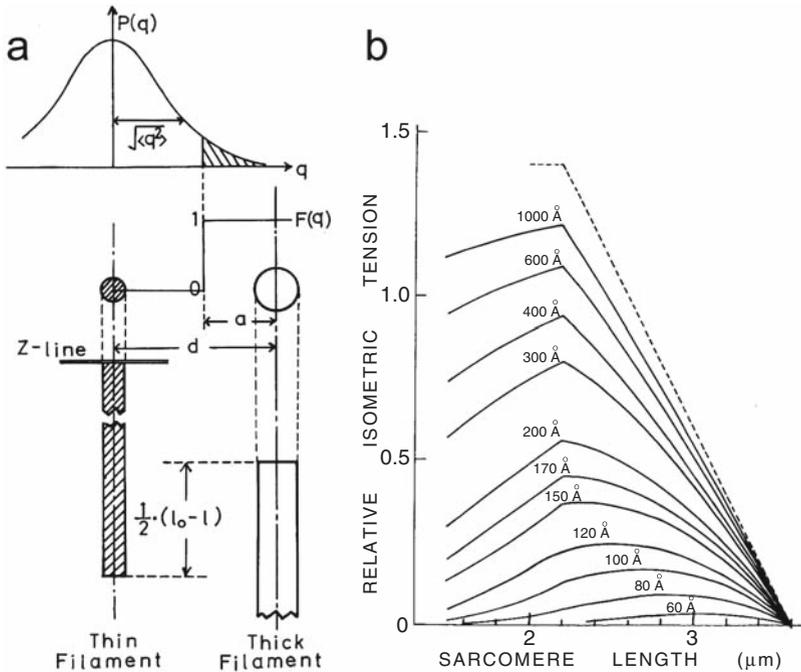 a
P(q)
√⟨q²⟩
q
1
F(q)
0
a
d
Z-line
½·(l₀-l)
Thin
Filament
Thick
Filament
b
1.5
1.0
0.5
0
RELATIVE ISOMETRIC TENSION
1000 Å
600 Å
400 Å
300 Å
200 Å
170 Å
150 Å
120 Å
100 Å
80 Å
60 Å
2
3
SARCOMERE LENGTH (μm)